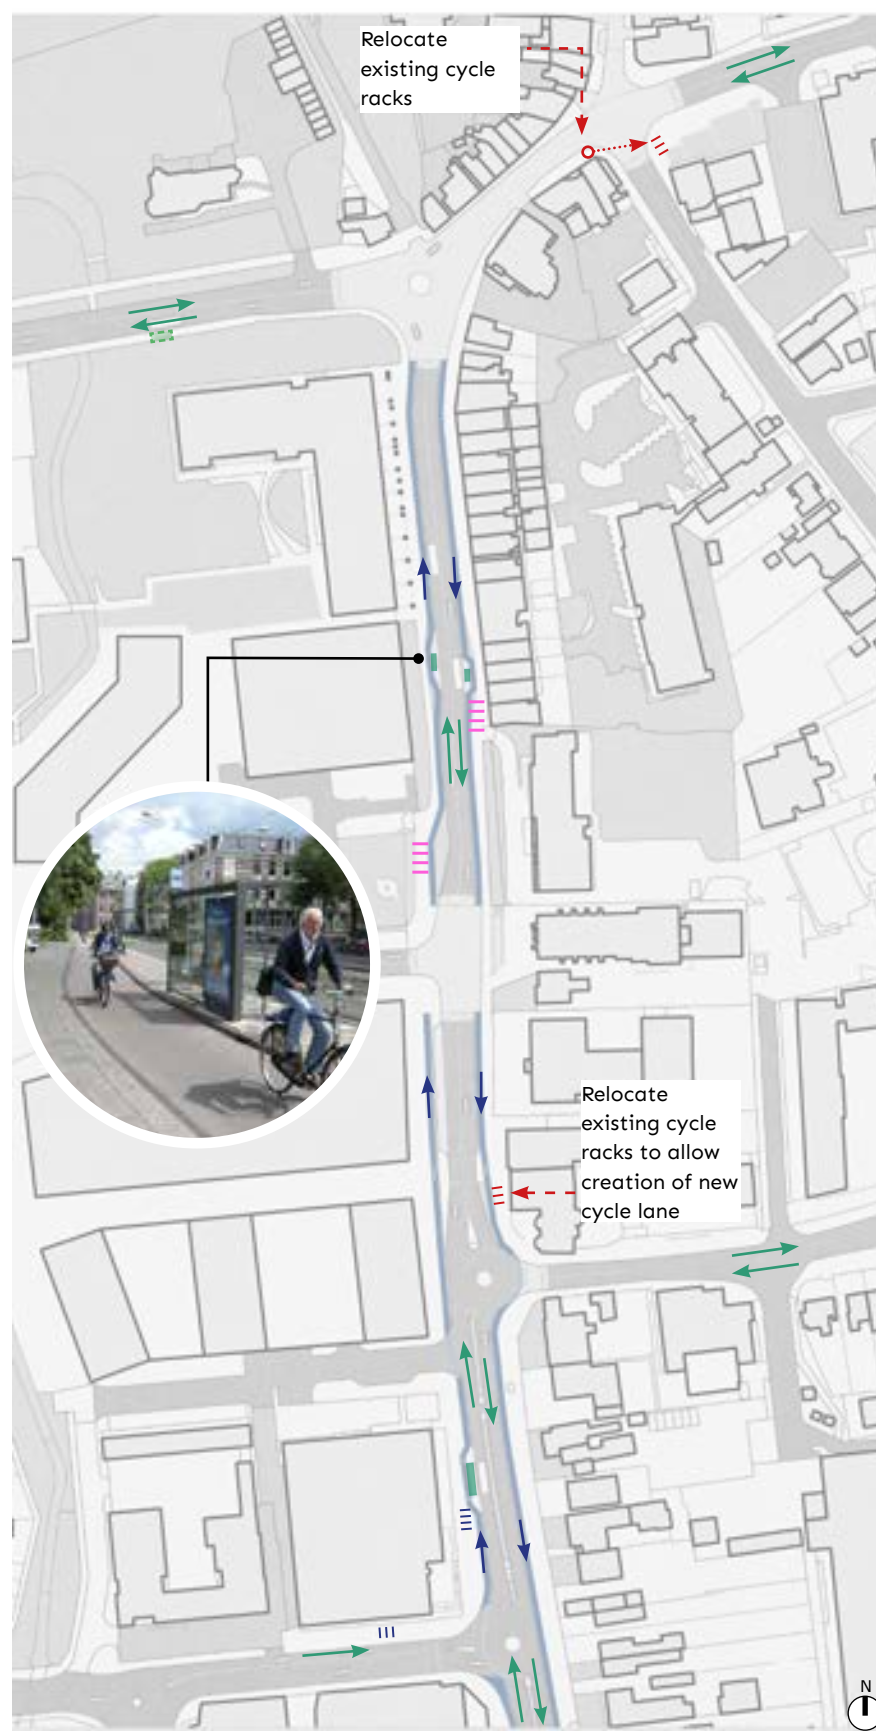 Relocate
existing cycle
racks
Relocate
existing cycle
racks to allow
creation of new
cycle lane
N